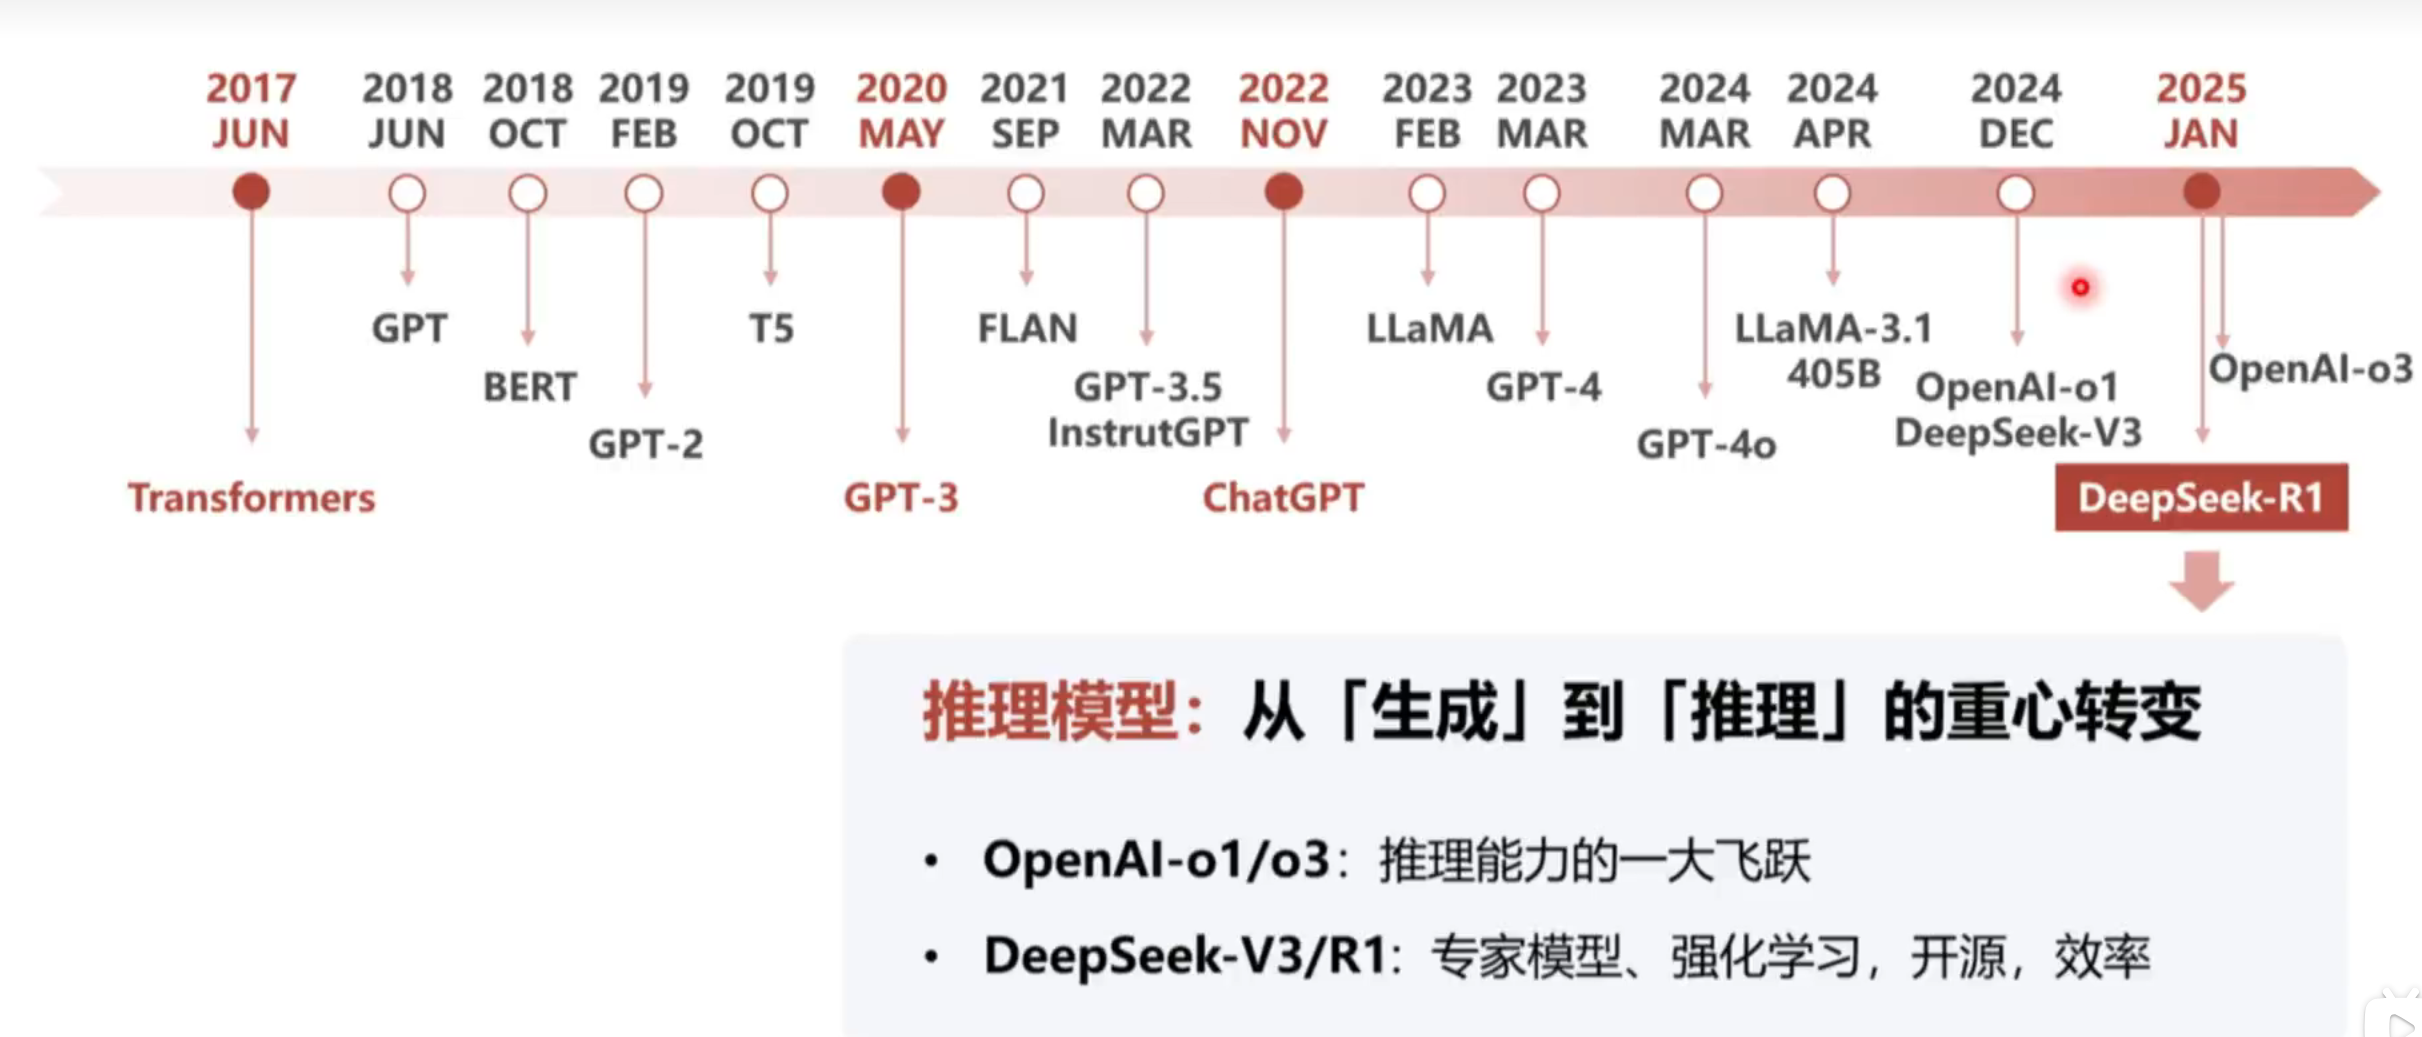 2017 JUN
2018 JUN
2018 OCT
2019 FEB
2019 OCT
2020 MAY
2021 SEP
2022 MAR
2022 NOV
2023 FEB
2023 MAR
2024 MAR
2024 APR
2024 DEC
2025 JAN
Transformers
GPT
BERT
GPT-2
T5
GPT-3
FLAN
GPT-3.5
InstrutGPT
ChatGPT
LLaMA
GPT-4
GPT-4o
LLaMA-3.1
405B
OpenAI-o1
DeepSeek-V3
OpenAI-o3
DeepSeek-R1
推理模型：从「生成」到「推理」的重心转变
• OpenAI-o1/o3：推理能力的一大飞跃
• DeepSeek-V3/R1：专家模型、强化学习，开源，效率